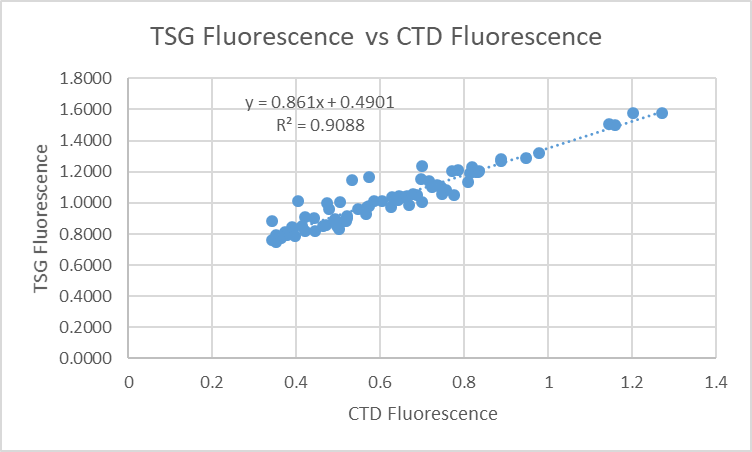 TSG Fluorescence vs CTD Fluorescence
y = 0.861x + 0.4901
R² = 0.9088
1.8000
1.6000
1.4000
1.2000
1.0000
0.8000
0.6000
0.4000
0.2000
0.0000
TSG Fluorescence
0 0.2 0.4 0.6 0.8 1 1.2 1.4
CTD Fluorescence